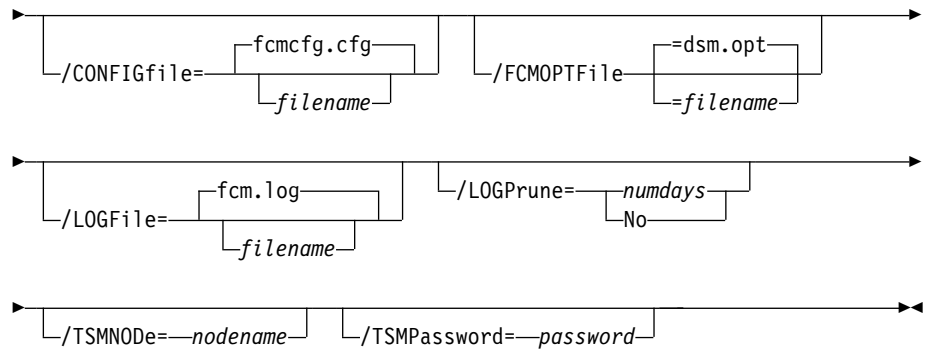 fcmcfg.cfg =dsm.opt
/CONFIGfile= /FCMOPTFile
filename =filename
fcm.log /LOGPrune= numdays
/LOGFile= No
filename
/TSMNODe= nodename /TSMPassword= password